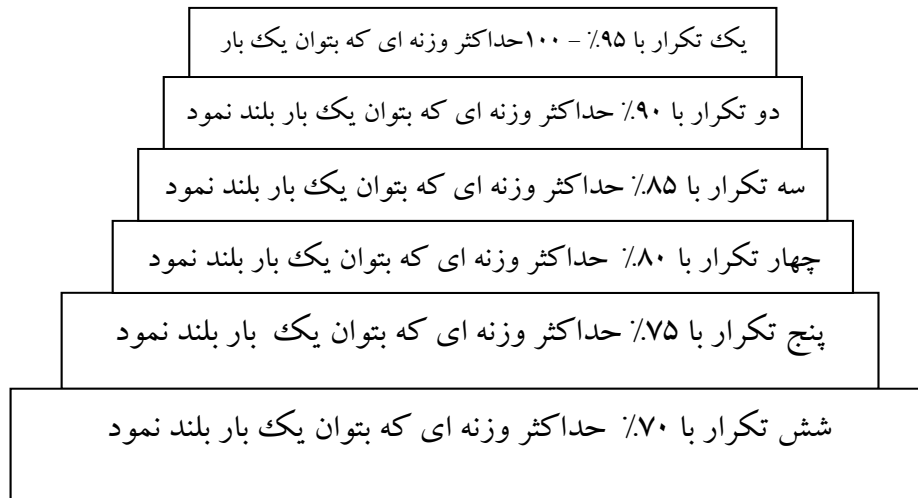 یک تکرار با ۹۵٪ – ۱۰۰حداکثر وزنه ای که بتوان یک بار
دو تکرار با ۹۰٪ حداکثر وزنه ای که بتوان یک بار بلند نمود
سه تکرار با ۸۵٪ حداکثر وزنه ای که بتوان یک بار بلند نمود
چهار تکرار با ۸۰٪ حداکثر وزنه ای که بتوان یک بار بلند نمود
پنج تکرار با ۷۵٪ حداکثر وزنه ای که بتوان یک بار بلند نمود
شش تکرار با ۷۰٪ حداکثر وزنه ای که بتوان یک بار بلند نمود